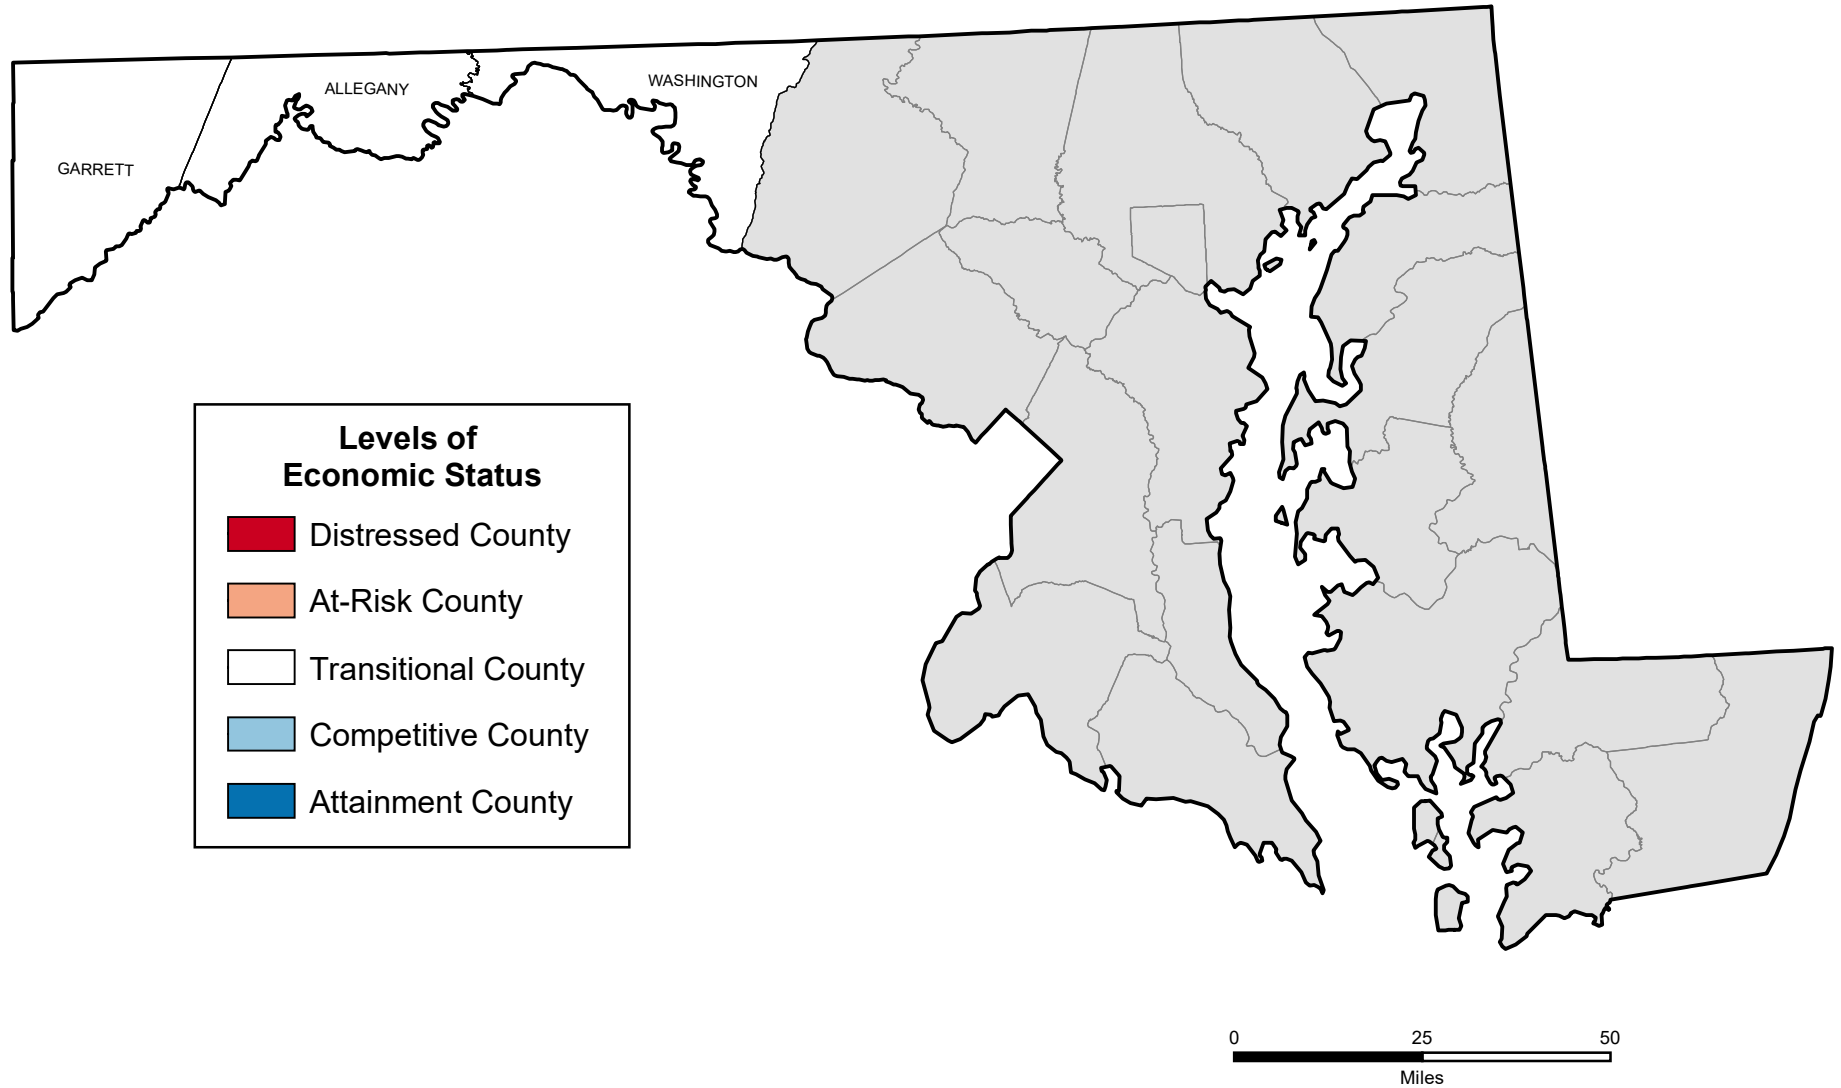 WASHINGTON
ALLEGANY
GARRETT
Levels of
Economic Status
Distressed County
At-Risk County
Transitional County
Competitive County
Attainment County
0 25 50
Miles